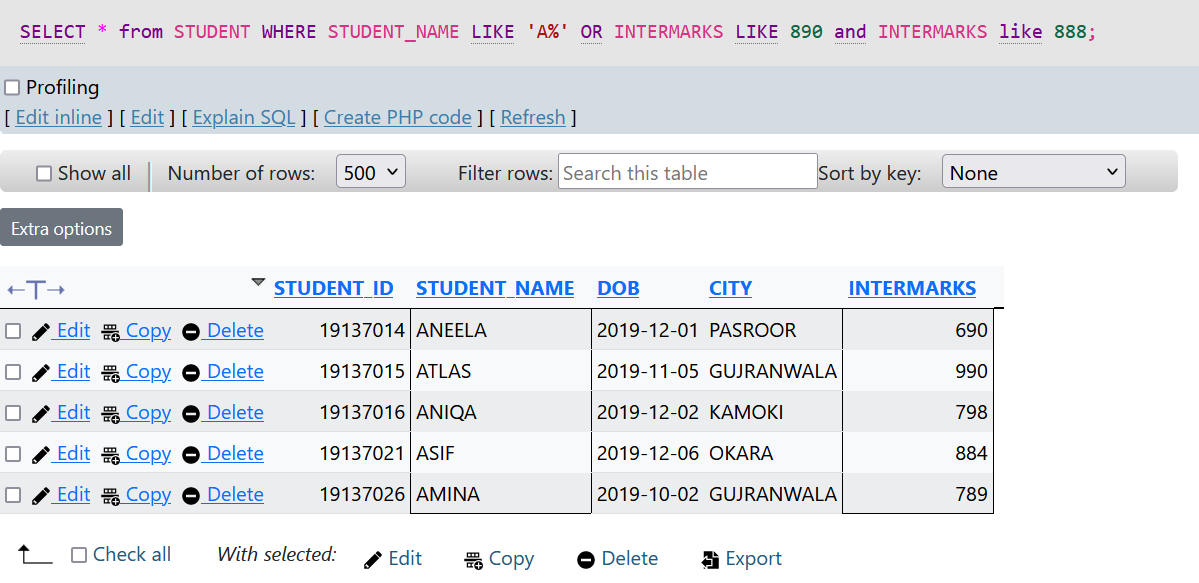 SELECT * from STUDENT WHERE STUDENT_NAME LIKE 'A%' OR INTERMARKS LIKE 890 and INTERMARKS like 888;
Profiling
[ Edit inline ] [ Edit ] [ Explain SQL ] [ Create PHP code ] [ Refresh ]
Show all Number of rows: 500 Filter rows: Search this table Sort by key: None
Extra options
←T→ STUDENT_ID STUDENT_NAME DOB CITY INTERMARKS
Edit Copy Delete 19137014 ANEELA 2019-12-01 PASROOR 690
Edit Copy Delete 19137015 ATLAS 2019-11-05 GUJRANWALA 990
Edit Copy Delete 19137016 ANIQA 2019-12-02 KAMOKI 798
Edit Copy Delete 19137021 ASIF 2019-12-06 OKARA 884
Edit Copy Delete 19137026 AMINA 2019-10-02 GUJRANWALA 789
Check all With selected: Edit Copy Delete Export